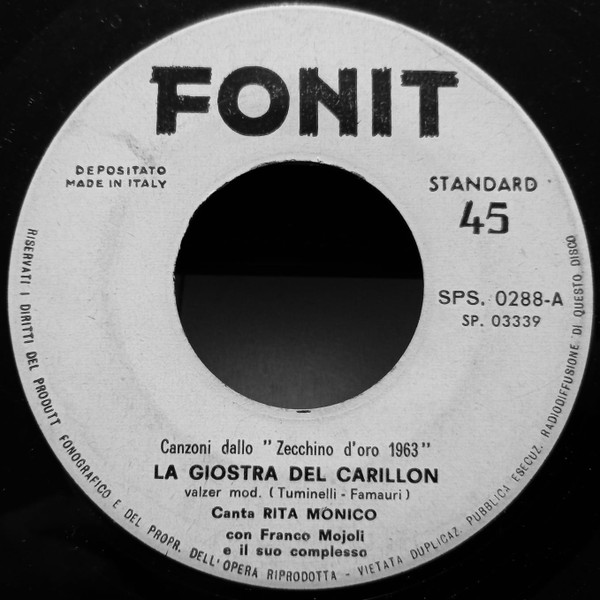 FONIT
DEPOSITATO
MADE IN ITALY
STANDARD
45
SPS. 0288-A
SP. 03339
Canzoni dallo "Zecchino d'oro 1963"
LA GIOSTRA DEL CARILLON
valzer mod. (Tuminelli - Famauri)
Canta RITA MONICO
con Franco Mojoli
e il suo complesso
RISERVATI I DIRITTI DEL PRODUTT FONOGRAFICO E DEL PROPR. DELL'OPERA RIPRODOTTA - VIETATA DUPLICAZ. PUBBLICA ESECUZ. RADIODIFFUSIONE DI QUESTO DISCO